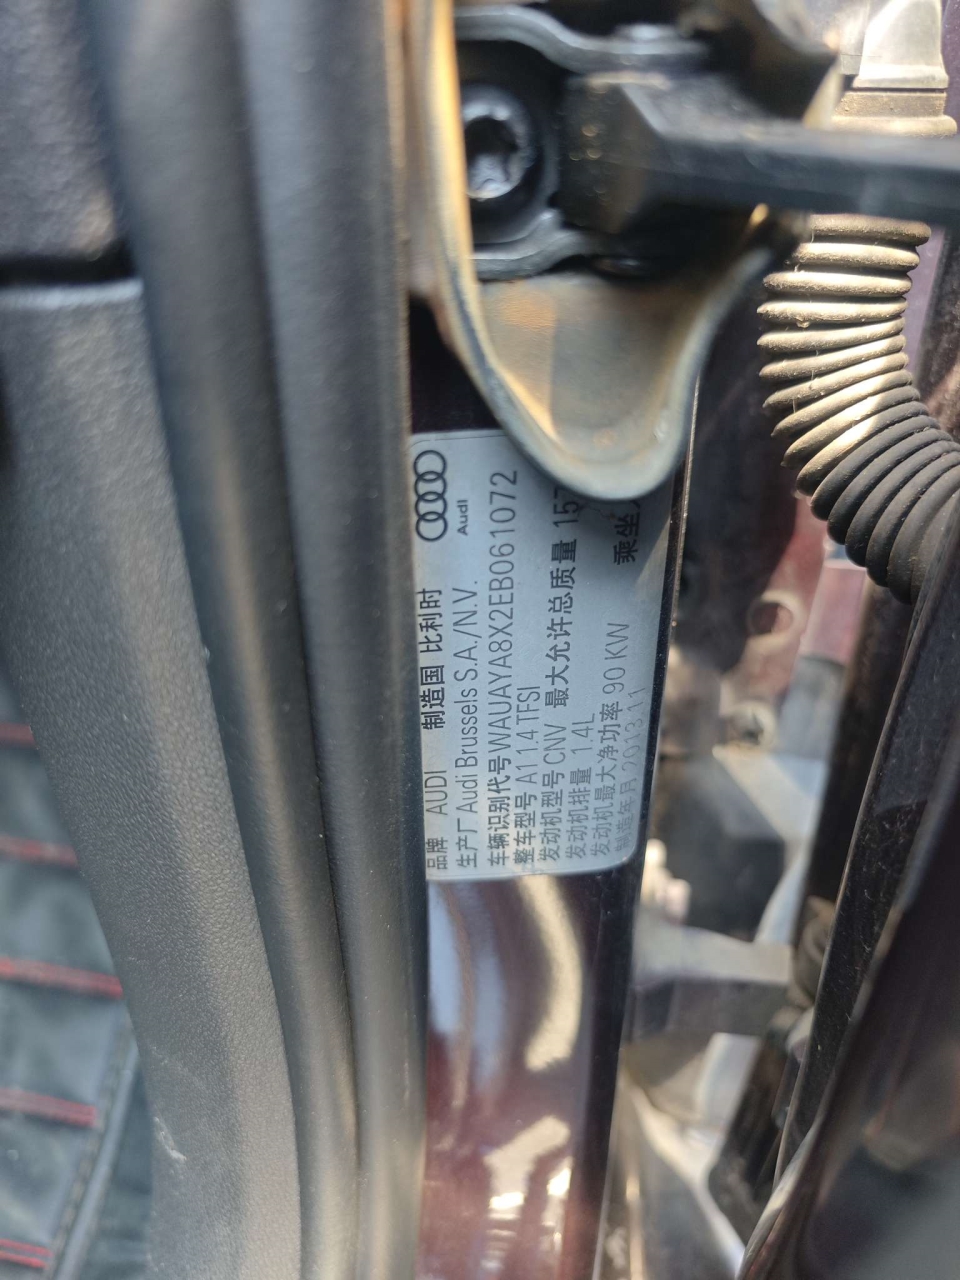 Audi
品牌 AUDI 制造国 比利时
生产厂 Audi Brussels S.A./N.V.
车辆识别代号 WAUAYA8X2EB061072
整车型号 A1 1.4 TFSI
发动机型号 CNV 最大允许总质量 157
发动机排量 1.4L
发动机最大净功率 90 KW 乘坐
制造年月 2013.11